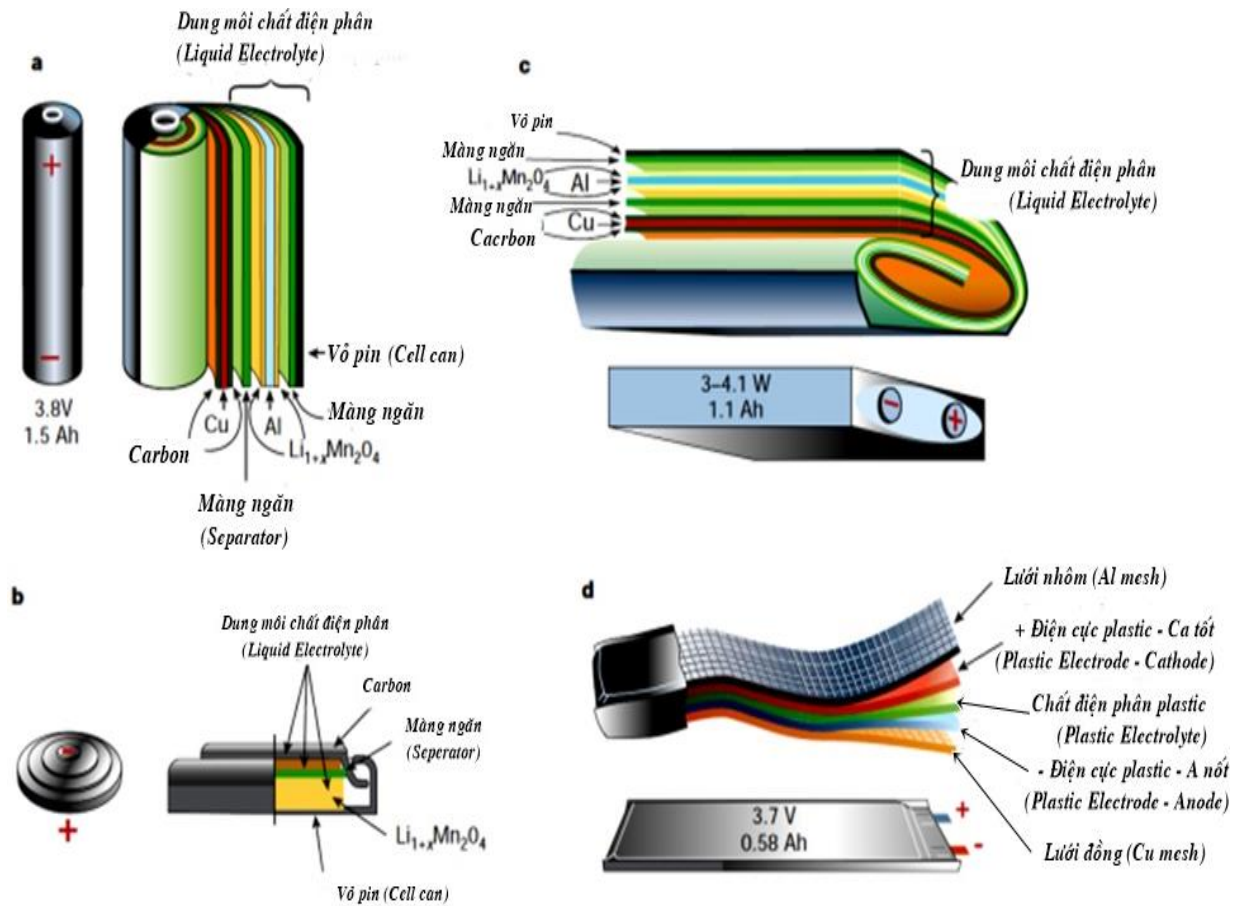 a
Dung môi chất điện phân
(Liquid Electrolyte)
+
−
3.8V
1.5 Ah
Vỏ pin (Cell can)
Màng ngăn
Cu
Al
Carbon
Li1+xMn2O4
Màng ngăn
(Separator)
c
Vỏ pin
Màng ngăn
Li1+xMn2O4
Al
Màng ngăn
Cu
Cacrbon
Dung môi chất điện phân
(Liquid Electrolyte)
3–4.1 W
1.1 Ah
−
+
b
Dung môi chất điện phân
(Liquid Electrolyte)
Carbon
Màng ngăn
(Seperator)
−
+
Li1+xMn2O4
Vỏ pin (Cell can)
d
Lưới nhôm (Al mesh)
+ Điện cực plastic - Ca tốt
(Plastic Electrode - Cathode)
Chất điện phân plastic
(Plastic Electrolyte)
- Điện cực plastic - A nốt
(Plastic Electrode - Anode)
Lưới đồng (Cu mesh)
3.7 V
0.58 Ah
+
-